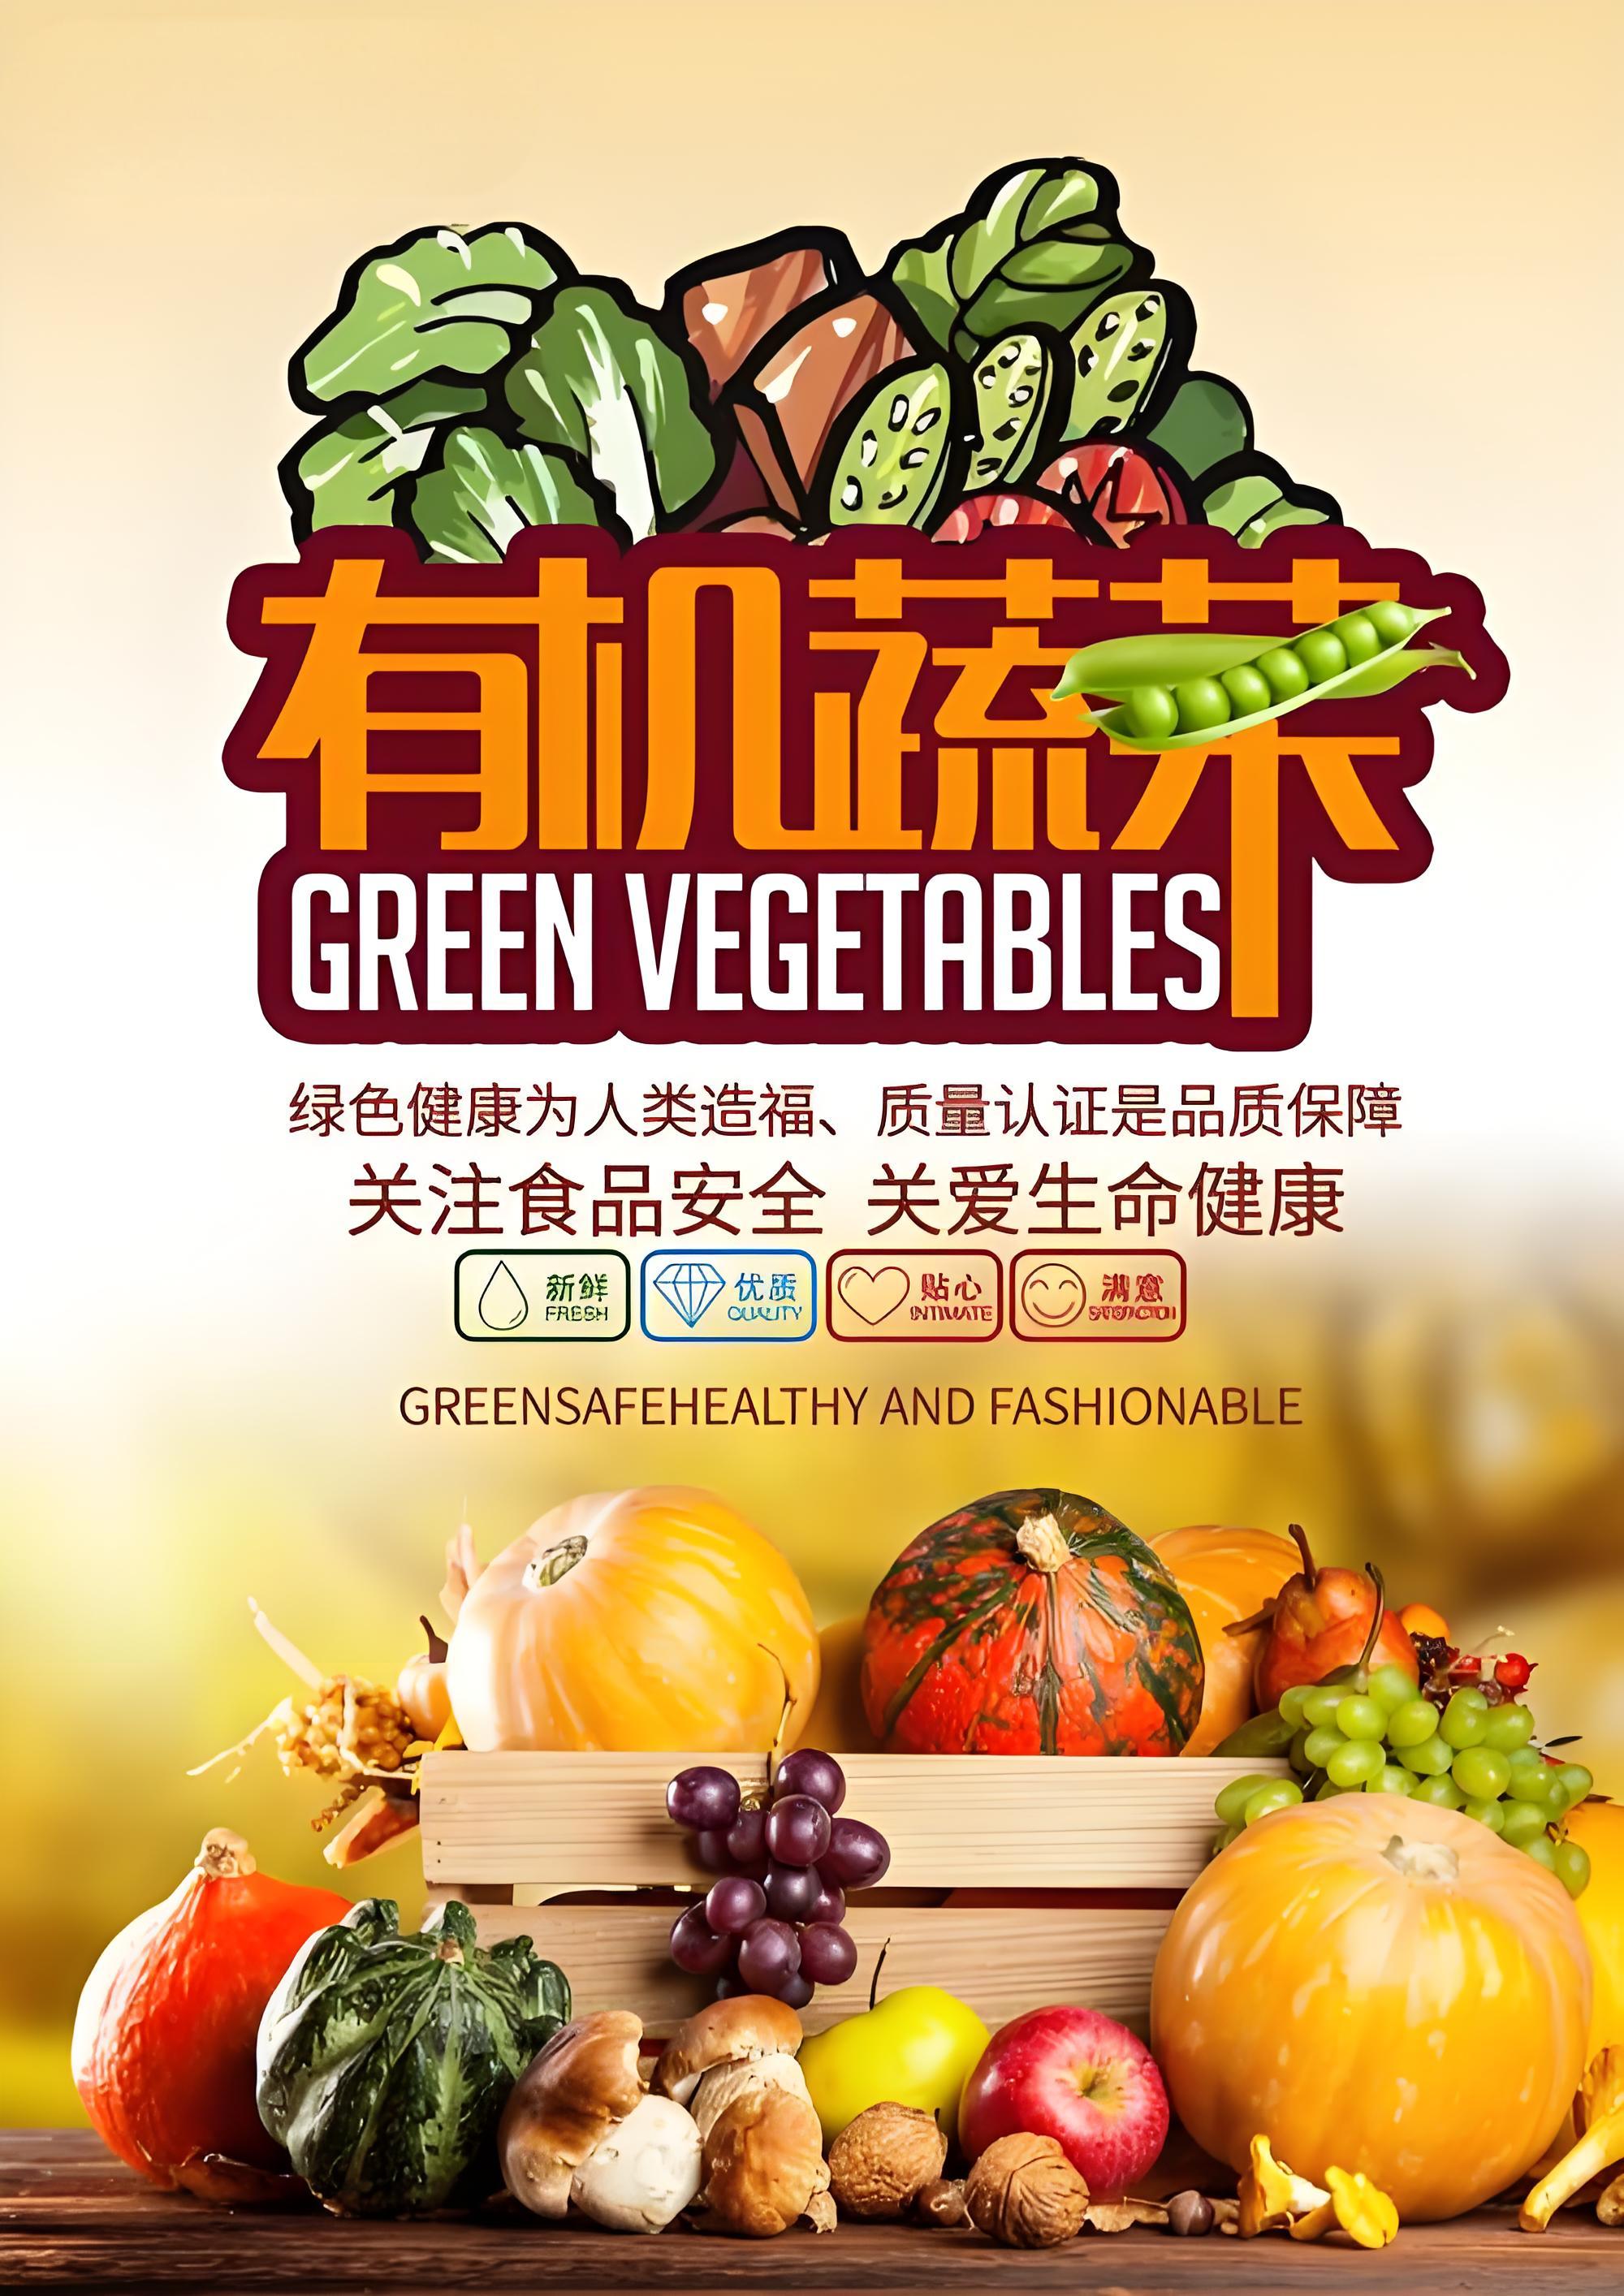 有机蔬菜
GREEN VEGETABLES
绿色健康为人类造福、质量认证是品质保障
关注食品安全 关爱生命健康
新鲜 优质 贴心 满意
FRESH QUALITY INTIMATE
GREENSAFEHEALTHY AND FASHIONABLE